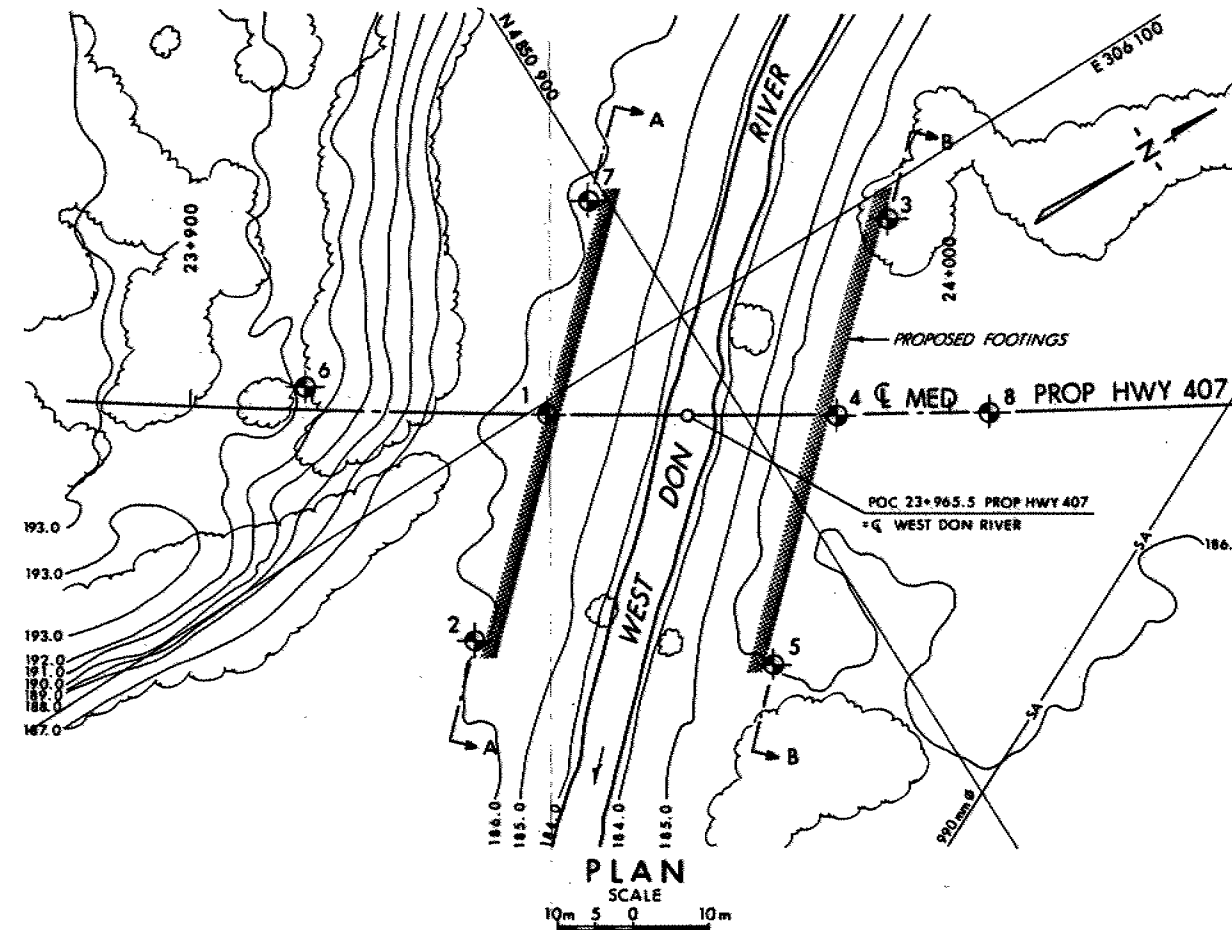 N 4 850 900
E 306 100
RIVER
A
B
-N-
7
3
23+900
24+000
PROPOSED FOOTINGS
6
1
4 ℄ MED 8 PROP HWY 407
DON
POC 23+965.5 PROP HWY 407
= ℄ WEST DON RIVER
193.0
SA
186.
193.0
WEST
2
5
193.0
192.0
191.0
190.0
189.0
188.0
187.0
SA
A
B
990 mm ø
186.0
185.0
184.0
184.0
185.0
PLAN
SCALE
10m 5 0 10m